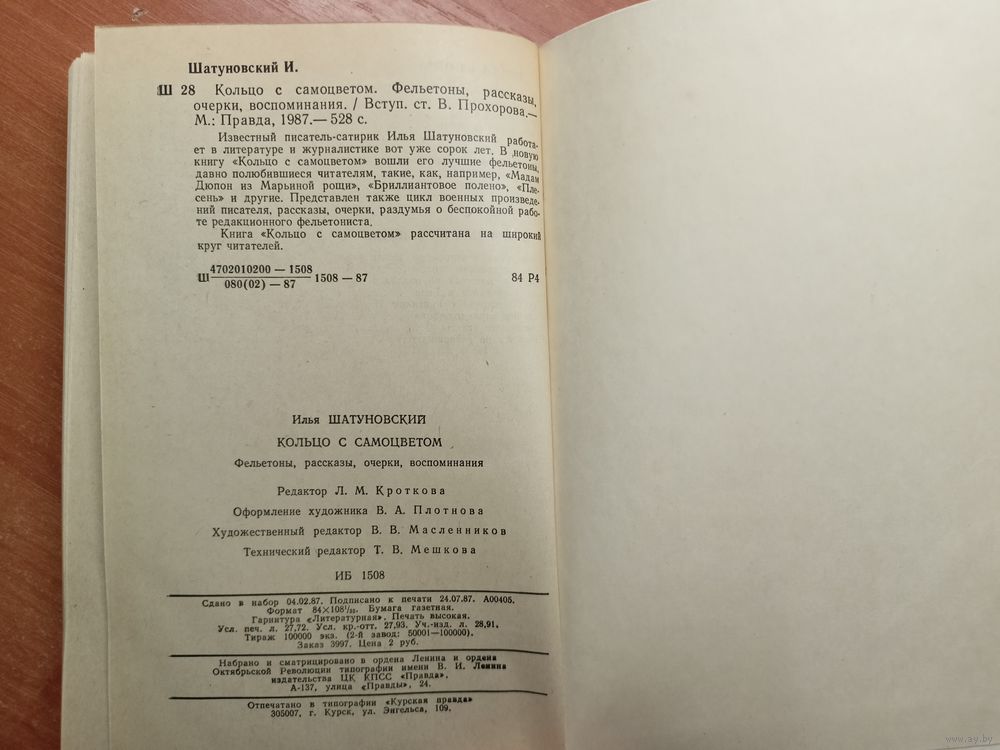 Шатуновский И.
Ш 28 Кольцо с самоцветом. Фельетоны, рассказы,
очерки, воспоминания. / Вступ. ст. В. Прохорова.—
М.: Правда, 1987.— 528 с.
Известный писатель-сатирик Илья Шатуновский работа-
ет в литературе и журналистике вот уже сорок лет. В новую
книгу «Кольцо с самоцветом» вошли его лучшие фельетоны,
давно полюбившиеся читателям, такие, как, например, «Мадам
Дюпон из Марьиной рощи», «Бриллиантовое полено», «Пле-
сень» и другие. Представлен также цикл военных произведе-
ний писателя, рассказы, очерки, раздумья о беспокойной рабо-
те редакционного фельетониста.
Книга «Кольцо с самоцветом» рассчитана на широкий
круг читателей.
4702010200 — 1508
Ш 1508 — 87 84 Р4
080(02) — 87
Илья ШАТУНОВСКИЙ
КОЛЬЦО С САМОЦВЕТОМ
Фельетоны, рассказы, очерки, воспоминания
Редактор Л. М. Кроткова
Оформление художника В. А. Плотнова
Художественный редактор В. В. Масленников
Технический редактор Т. В. Мешкова
ИБ 1508
Сдано в набор 04.02.87. Подписано к печати 24.07.87. А00405.
Формат 84×108¹/₃₂. Бумага газетная.
Гарнитура «Литературная». Печать высокая.
Усл. печ. л. 27,72. Усл. кр.-отт. 27,93. Уч.-изд. л. 28,91.
Тираж 100000 экз. (2-й завод: 50001—100000).
Заказ 3997. Цена 2 руб.
Набрано и сматрицировано в ордена Ленина и ордена
Октябрьской Революции типографии имени В. И. Ленина
издательства ЦК КПСС «Правда».
А-137, улица «Правды», 24.
Отпечатано в типографии «Курская правда»
305007, г. Курск, ул. Энгельса, 109.
www.ay.by